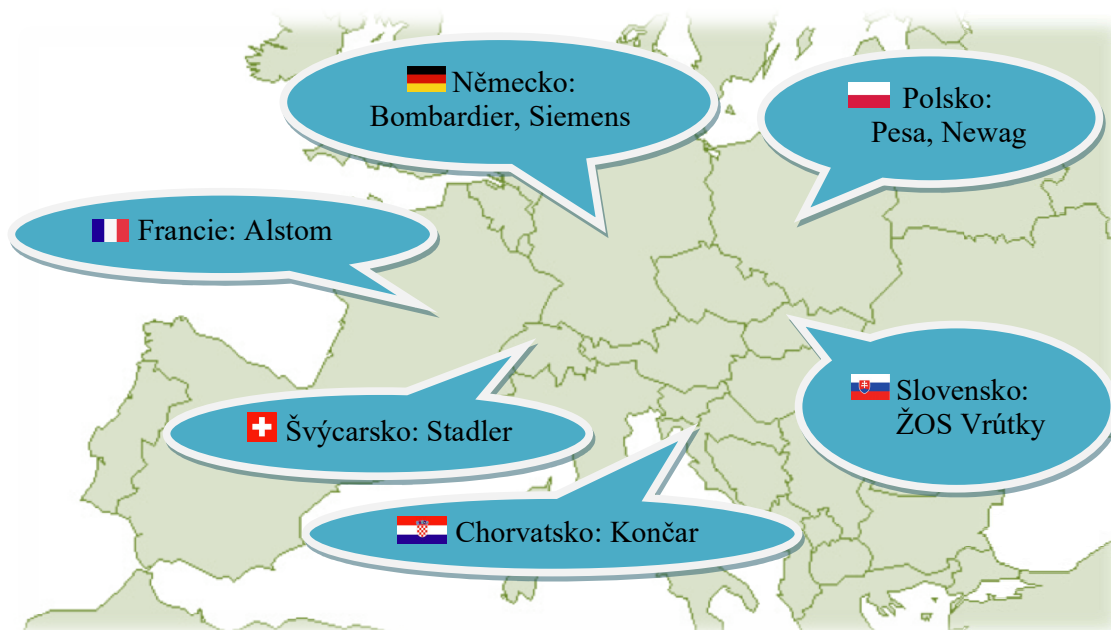 Německo:
Bombardier, Siemens
Polsko:
Pesa, Newag
Francie: Alstom
Slovensko:
ŽOS Vrútky
Švýcarsko: Stadler
Chorvatsko: Končar